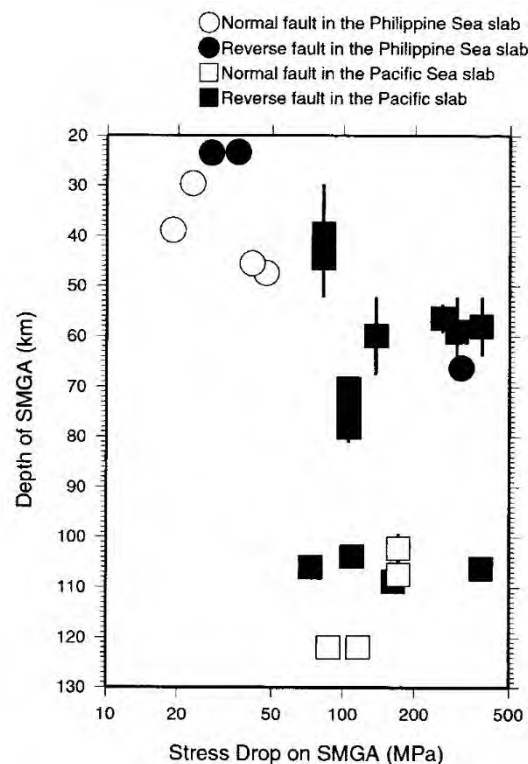 Normal fault in the Philippine Sea slab
Reverse fault in the Philippine Sea slab
Normal fault in the Pacific Sea slab
Reverse fault in the Pacific slab
20
30
40
50
60
70
80
90
100
110
120
130
Depth of SMGA (km)
10 20 50 100 200 500
Stress Drop on SMGA (MPa)